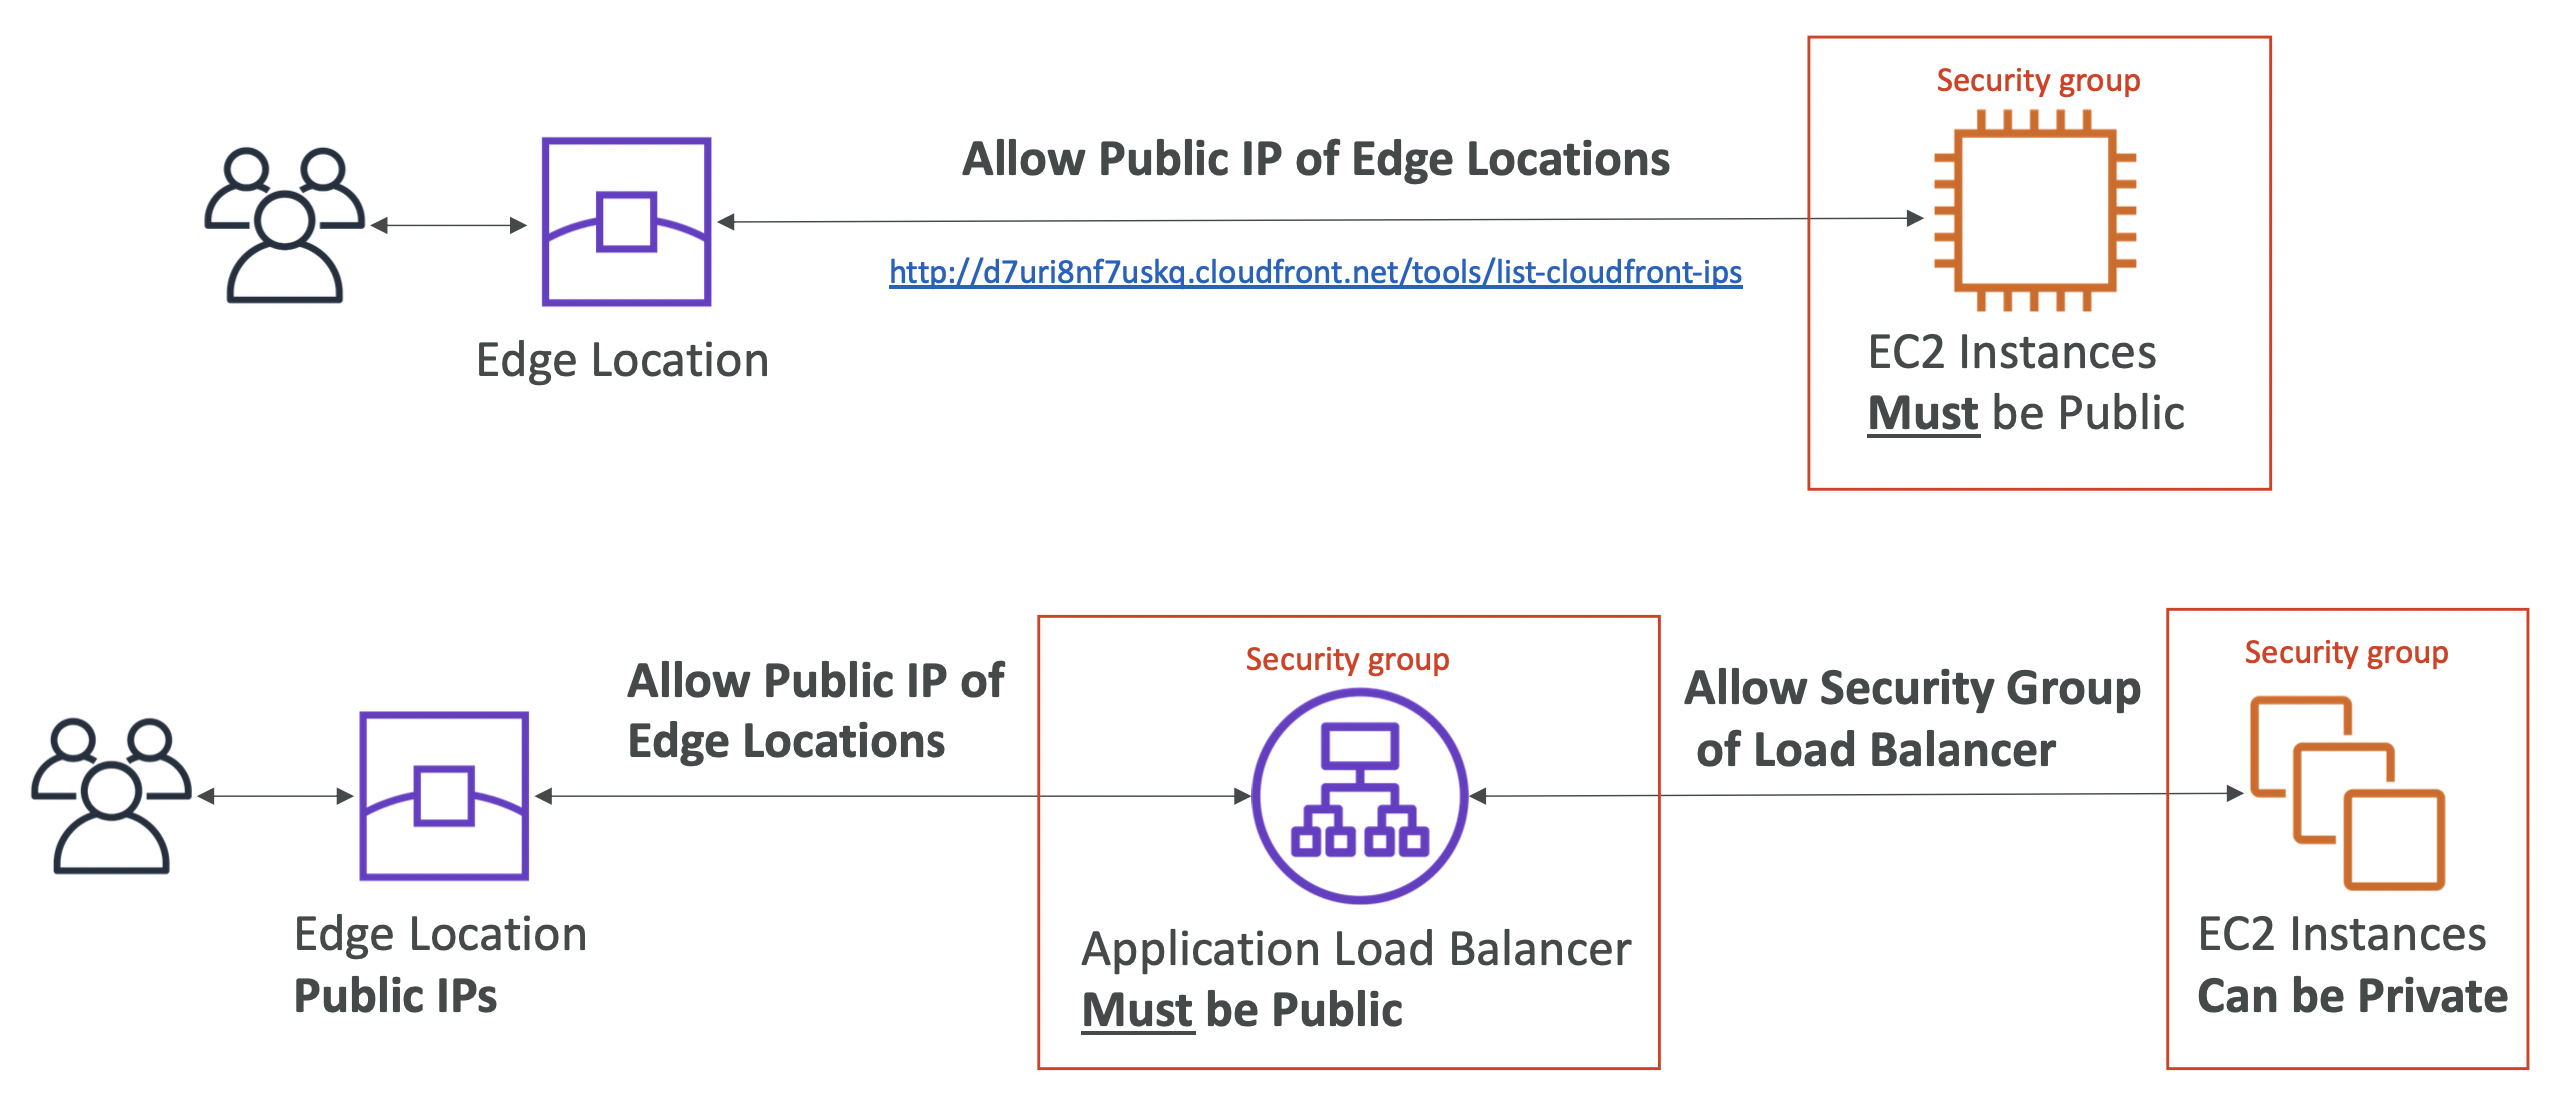 Security group
Allow Public IP of Edge Locations
http://d7uri8nf7uskq.cloudfront.net/tools/list-cloudfront-ips
Edge Location
EC2 Instances
Must be Public
Security group
Allow Public IP of
Edge Locations
Allow Security Group
of Load Balancer
Security group
Edge Location
Public IPs
Application Load Balancer
Must be Public
EC2 Instances
Can be Private